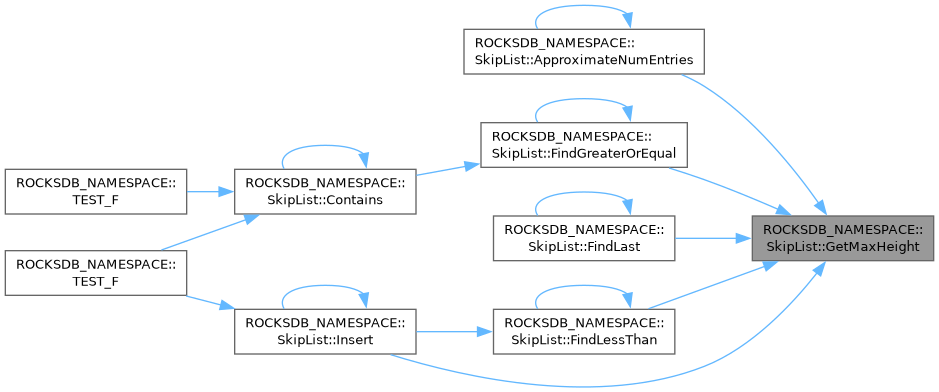 ROCKSDB_NAMESPACE::
SkipList::ApproximateNumEntries
ROCKSDB_NAMESPACE::
SkipList::FindGreaterOrEqual
ROCKSDB_NAMESPACE::
TEST_F
ROCKSDB_NAMESPACE::
SkipList::Contains
ROCKSDB_NAMESPACE::
SkipList::FindLast
ROCKSDB_NAMESPACE::
SkipList::GetMaxHeight
ROCKSDB_NAMESPACE::
TEST_F
ROCKSDB_NAMESPACE::
SkipList::Insert
ROCKSDB_NAMESPACE::
SkipList::FindLessThan